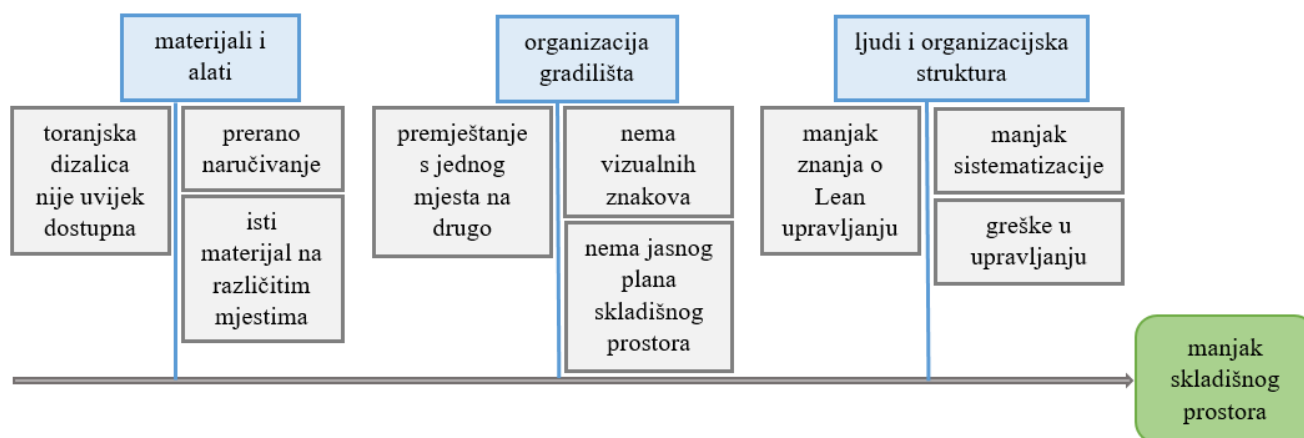 materijali i
alati
organizacija
gradilišta
ljudi i organizacijska
struktura
toranjska
dizalica
nije uvijek
dostupna
prerano
naručivanje
isti
materijal na
različitim
mjestima
premještanje
s jednog
mjesta na
drugo
nema
vizualnih
znakova
nema jasnog
plana
skladišnog
prostora
manjak
znanja o
Lean
upravljanju
manjak
sistematizacije
greške u
upravljanju
manjak
skladišnog
prostora